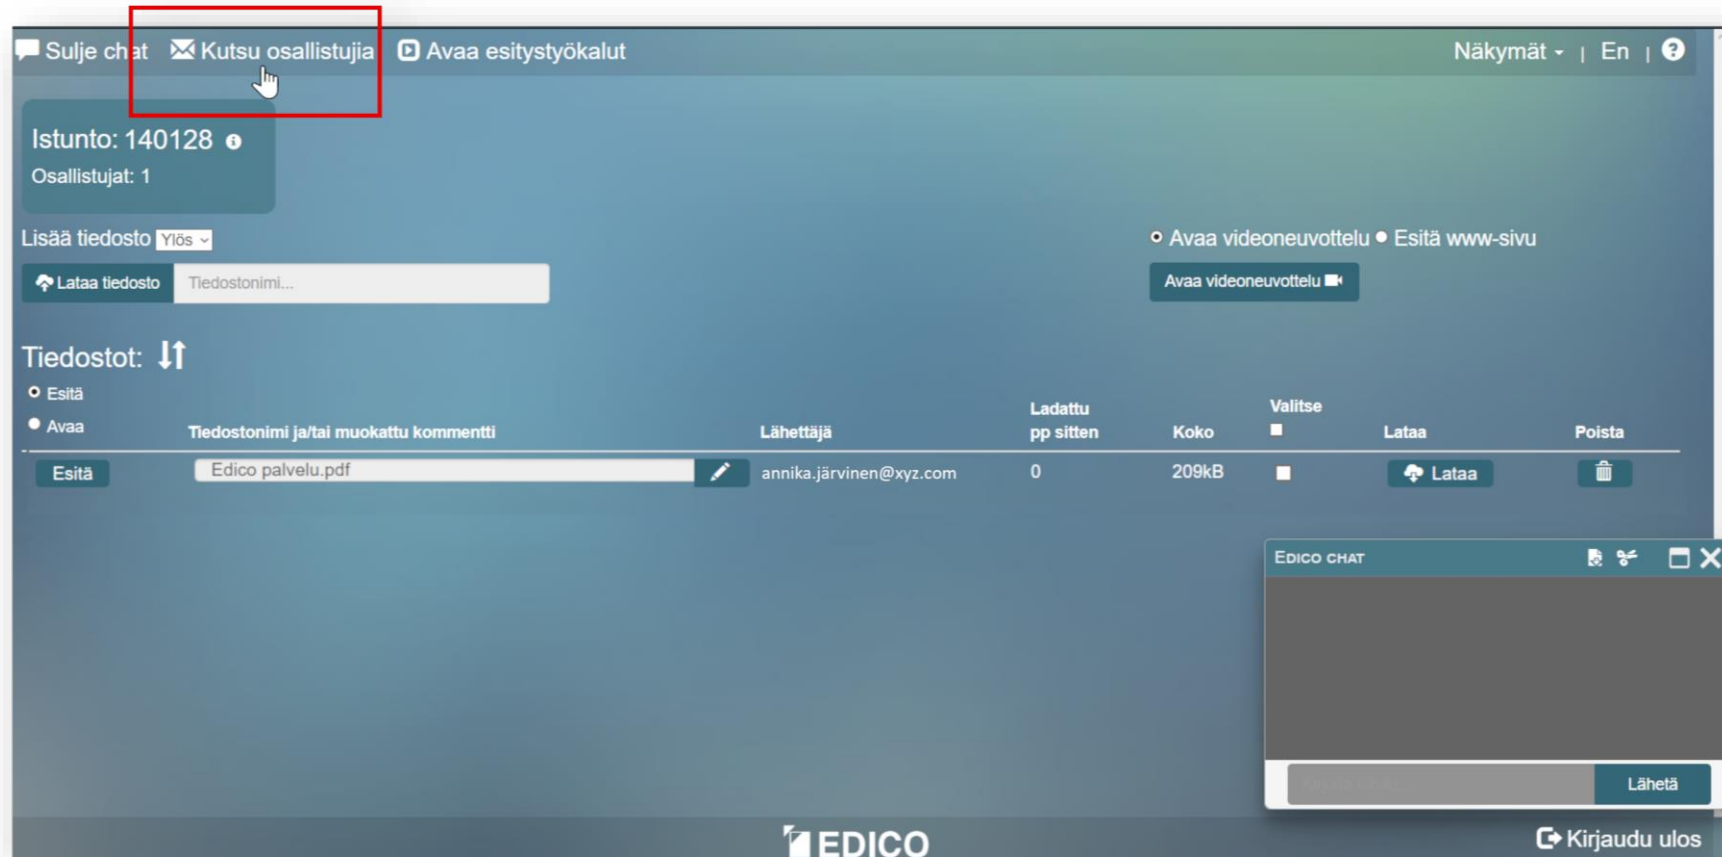 Sulje chat Kutsu osallistujia Avaa esitystyökalut Näkymät | En |
Istunto: 140128
Osallistujat: 1
Lisää tiedosto Ylös
Avaa videoneuvottelu Esitä www-sivu
Lataa tiedosto Tiedostonimi...
Avaa videoneuvottelu
Tiedostot:
Esitä
Avaa
Tiedostonimi ja/tai muokattu kommentti Lähettäjä Ladattu pp sitten Koko Valitse Lataa Poista
Esitä Edico palvelu.pdf annika.järvinen@xyz.com 0 209kB Lataa
EDICO CHAT
Lähetä
EDICO
Kirjaudu ulos